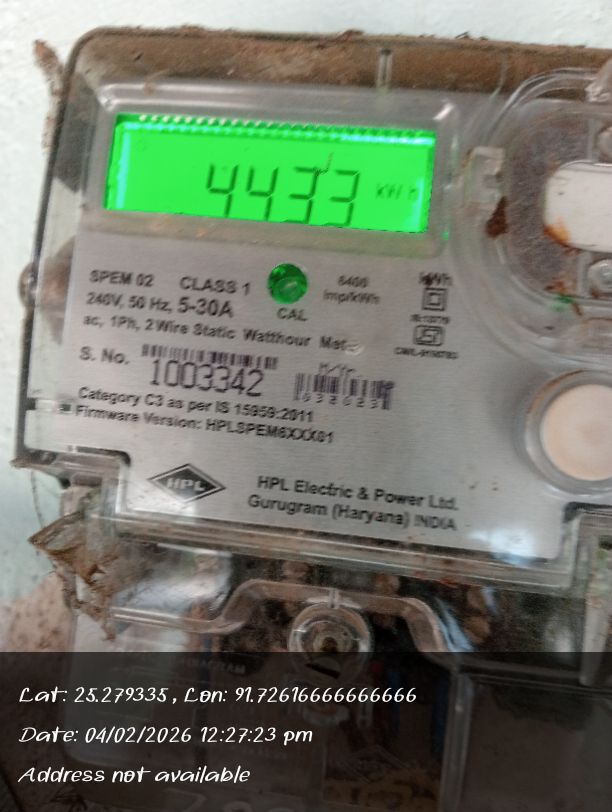 4433 kWh
SPEM 02 CLASS 1 6400 kWh
240V, 50 Hz, 5-30A imp/kWh
CAL
ac, 1Ph, 2 Wire Static Watthour
S. No. 1003342 M/Yr.
Category C3 as per IS 15959:2011
Firmware Version:
HPL
HPL Electric & Power Ltd.
Gurugram (Haryana) INDIA
Lat: 25.279335 , Lon: 91.72616666666666
Date: 04/02/2026 12:27:23 pm
Address not available